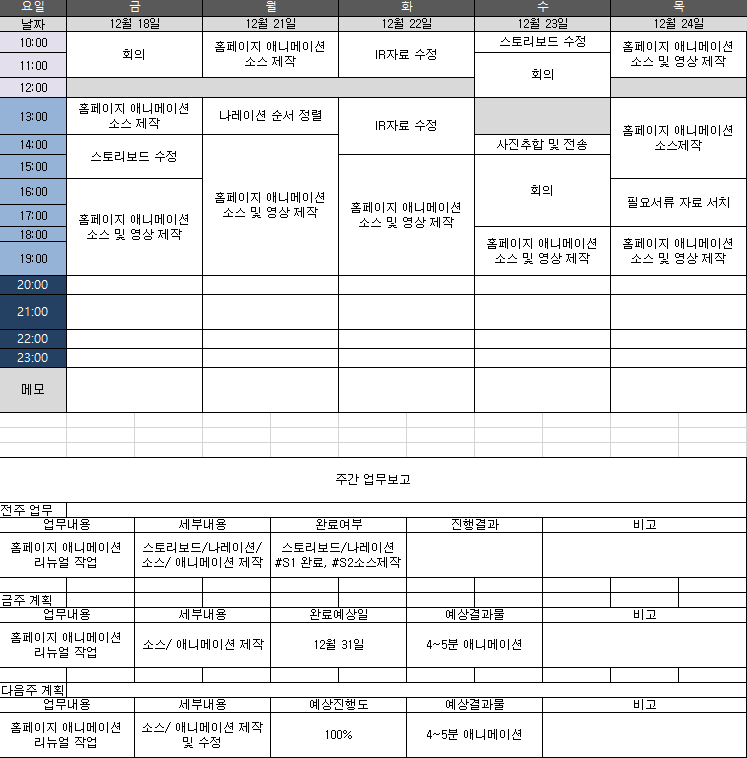 요일 금 월 화 수 목
날짜 12월 18일 12월 21일 12월 22일 12월 23일 12월 24일
10:00
11:00
회의
홈페이지 애니메이션
소스 제작
IR자료 수정
스토리보드 수정
회의
홈페이지 애니메이션
소스 및 영상 제작
12:00
13:00
홈페이지 애니메이션
소스 제작
나레이션 순서 정렬
IR자료 수정
홈페이지 애니메이션
소스제작
14:00
15:00
스토리보드 수정
사진추합 및 전송
16:00
17:00
18:00
19:00
홈페이지 애니메이션
소스 및 영상 제작
홈페이지 애니메이션
소스 및 영상 제작
홈페이지 애니메이션
소스 및 영상 제작
회의
필요서류 자료 서치
홈페이지 애니메이션
소스 및 영상 제작
홈페이지 애니메이션
소스 및 영상 제작
20:00
21:00
22:00
23:00
메모
주간 업무보고
전주 업무
업무내용 세부내용 완료여부 진행결과 비고
홈페이지 애니메이션
리뉴얼 작업
스토리보드/나레이션/
소스/ 애니메이션 제작
스토리보드/나레이션
#S1 완료, #S2소스제작
금주 계획
업무내용 세부내용 완료예상일 예상결과물 비고
홈페이지 애니메이션
리뉴얼 작업
소스/ 애니메이션 제작
12월 31일
4~5분 애니메이션
다음주 계획
업무내용 세부내용 예상진행도 예상결과물 비고
홈페이지 애니메이션
리뉴얼 작업
소스/ 애니메이션 제작
및 수정
100%
4~5분 애니메이션